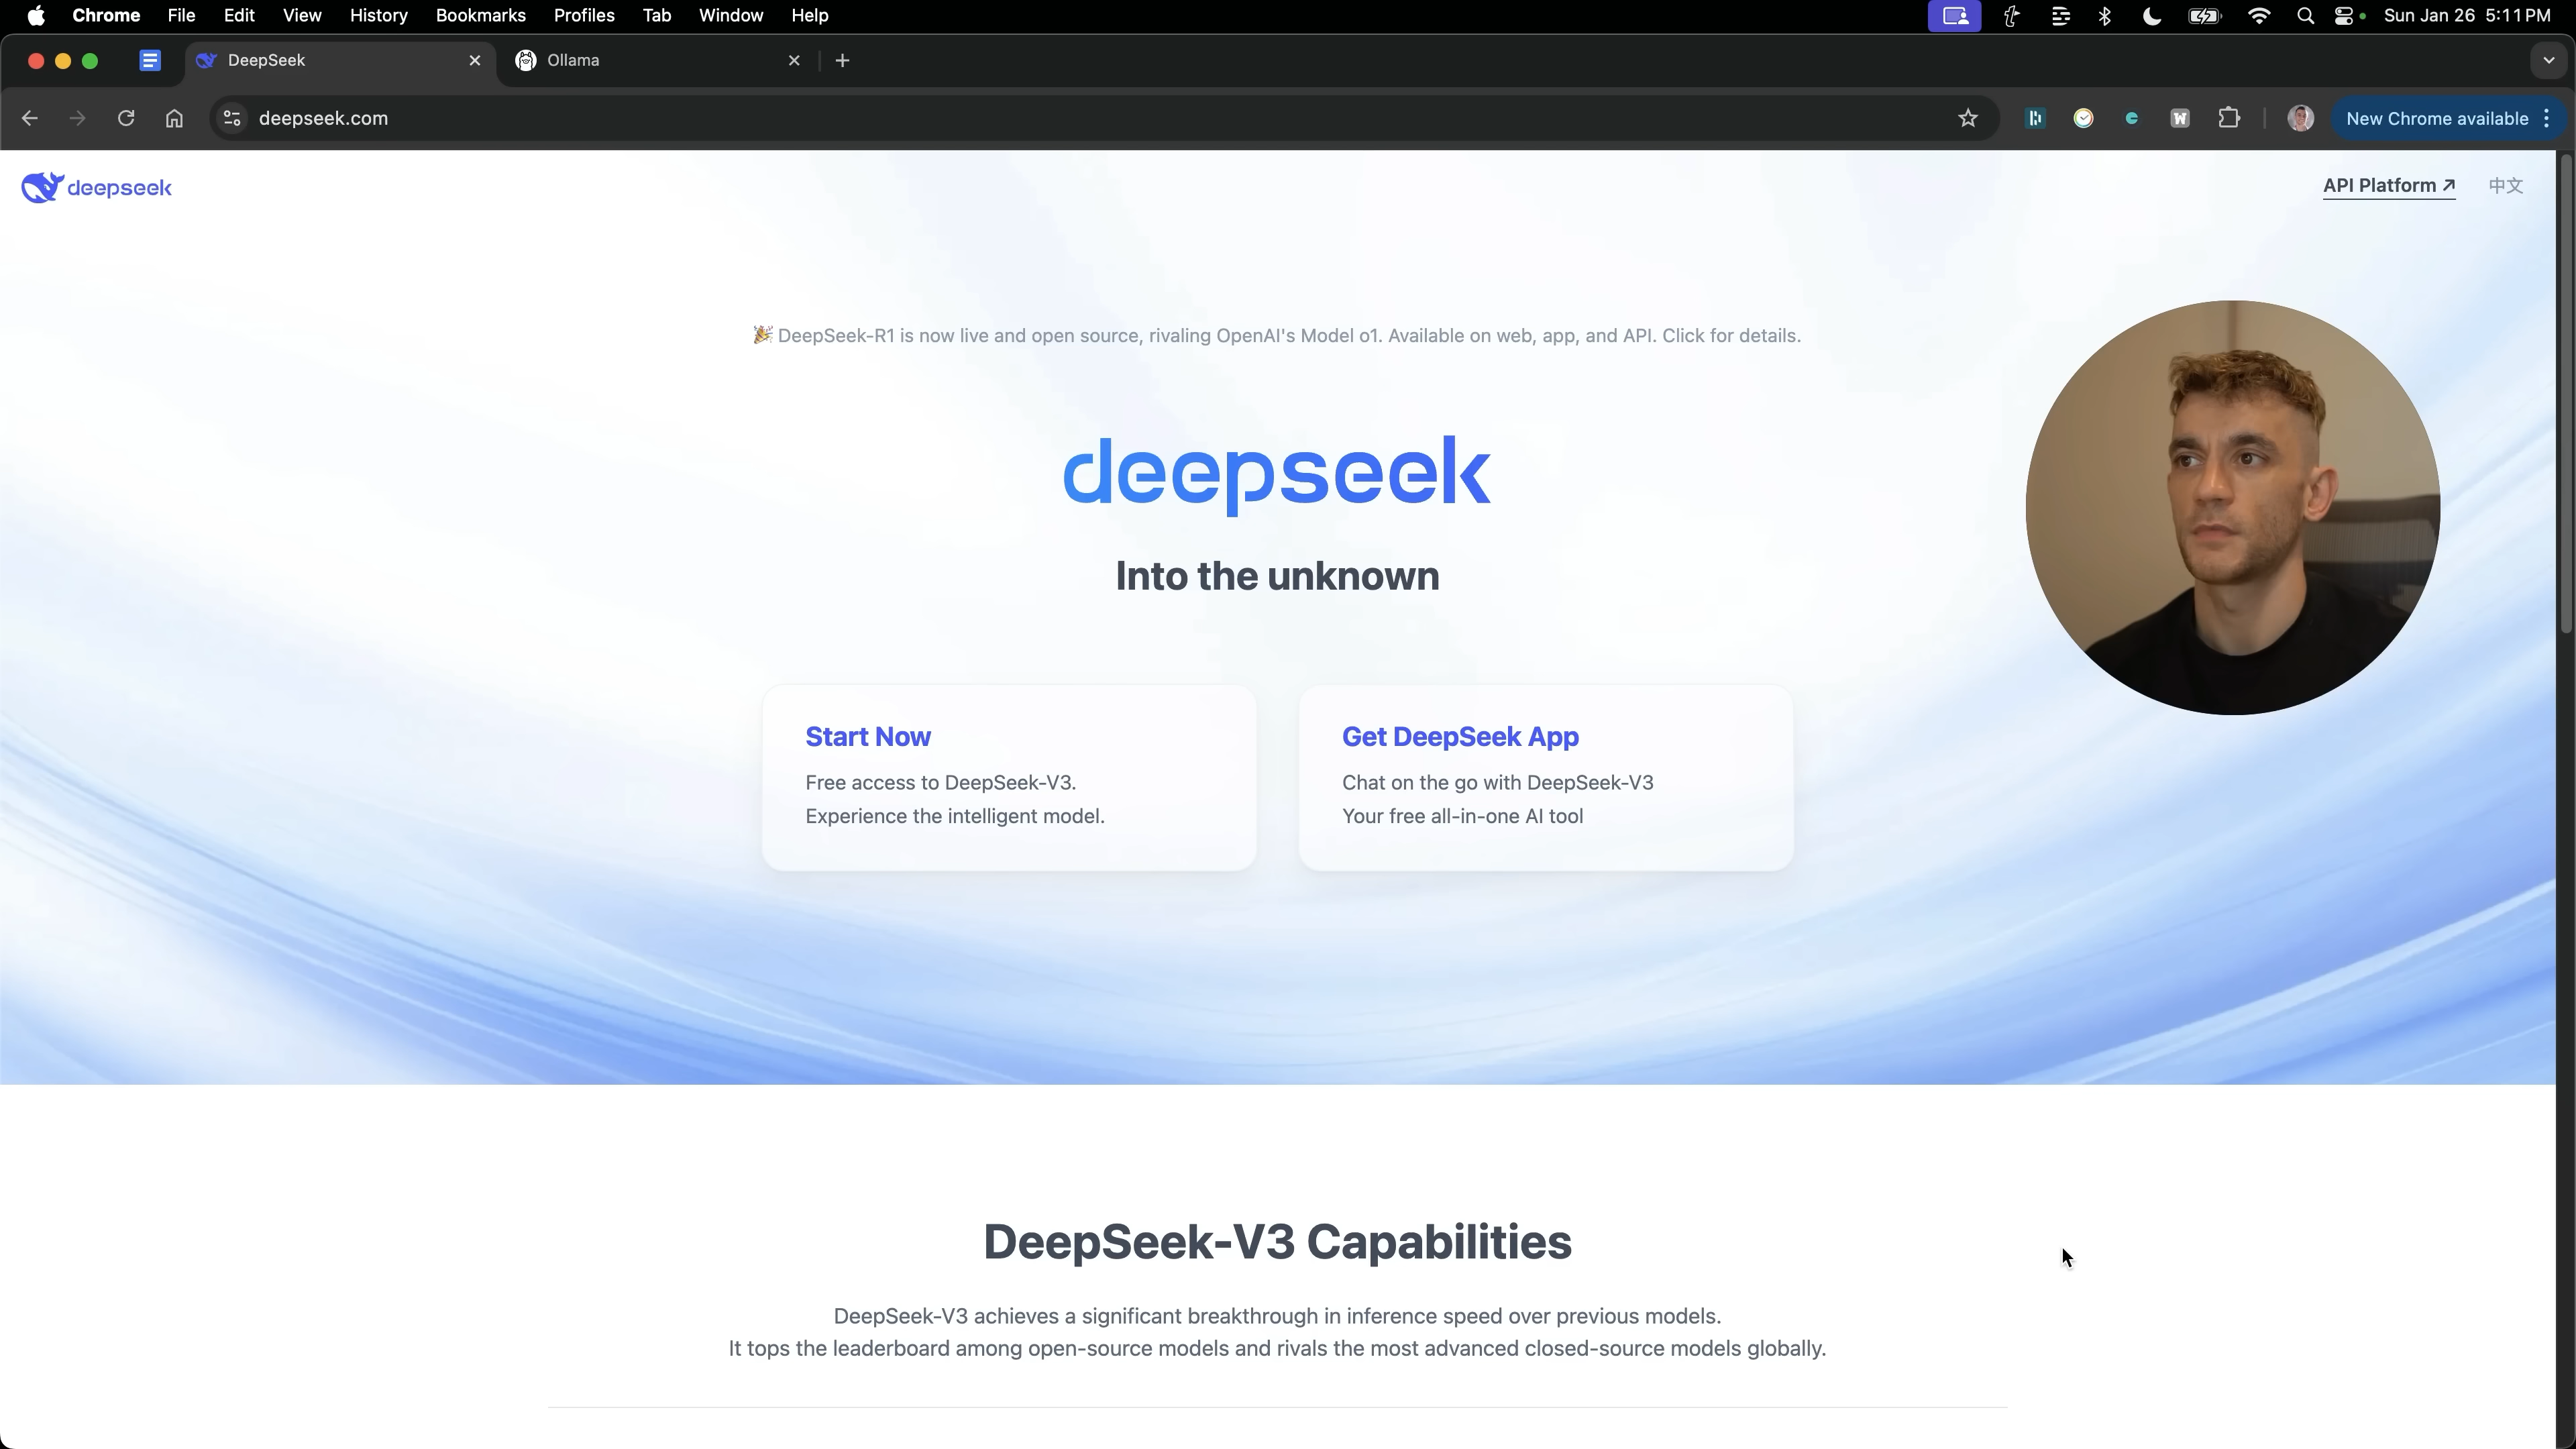 Chrome File Edit View History Bookmarks Profiles Tab Window Help Sun Jan 26 5:11 PM
DeepSeek Ollama
deepseek.com New Chrome available
deepseek API Platform ↗ 中文
🎉 DeepSeek-R1 is now live and open source, rivaling OpenAI's Model o1. Available on web, app, and API. Click for details.
deepseek
Into the unknown
Start Now
Free access to DeepSeek-V3.
Experience the intelligent model.
Get DeepSeek App
Chat on the go with DeepSeek-V3
Your free all-in-one AI tool
DeepSeek-V3 Capabilities
DeepSeek-V3 achieves a significant breakthrough in inference speed over previous models.
It tops the leaderboard among open-source models and rivals the most advanced closed-source models globally.